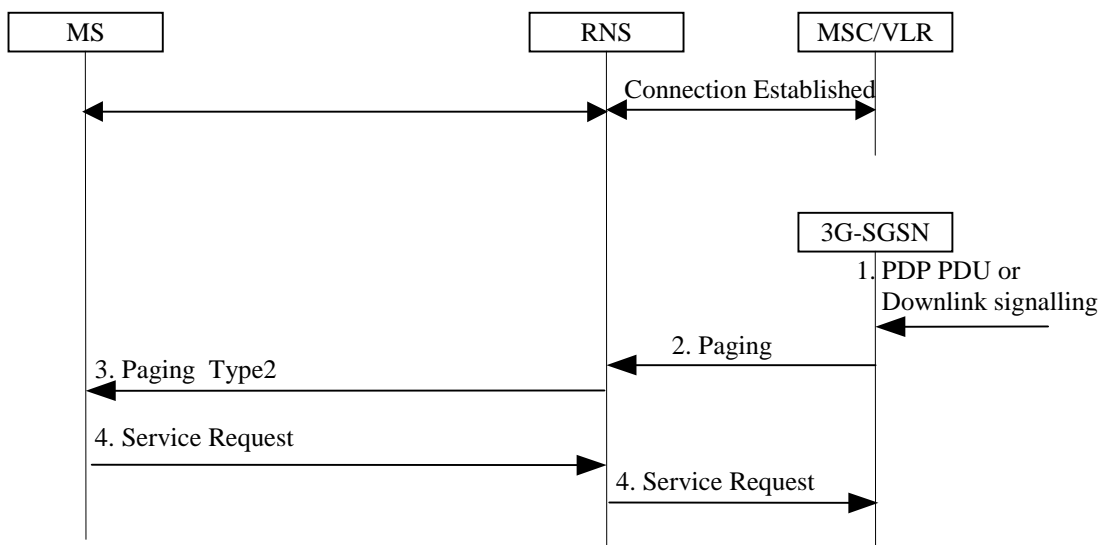 MS
RNS
MSC/VLR
Connection Established
3G-SGSN
1. PDP PDU or
Downlink signalling
2. Paging
3. Paging  Type2
4. Service Request
4. Service Request